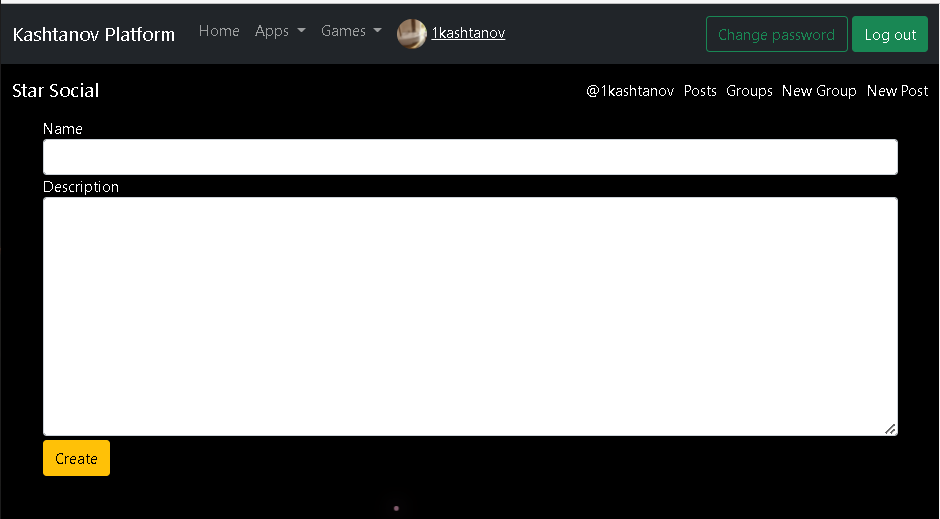 Kashtanov Platform Home Apps Games 1kashtanov Change password Log out
Star Social @1kashtanov Posts Groups New Group New Post
Name
Description
Create